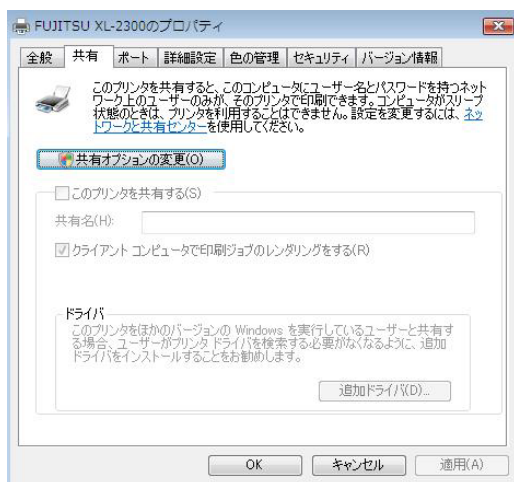 FUJITSU XL-2300のプロパティ
全般 共有 ポート 詳細設定 色の管理 セキュリティ バージョン情報
このプリンタを共有すると、このコンピュータにユーザー名とパスワードを持つネット
ワーク上のユーザーのみが、そのプリンタで印刷できます。コンピュータがスリープ
状態のときは、プリンタを利用することはできません。設定を変更するには、ネッ
トワークと共有センターを使用してください。
共有オプションの変更(O)
このプリンタを共有する(S)
共有名(H):
クライアント コンピュータで印刷ジョブのレンダリングをする(R)
ドライバ
このプリンタをほかのバージョンの Windows を実行しているユーザーと共有す
る場合、ユーザーがプリンタ ドライバを検索する必要がなくなるように、追加
ドライバをインストールすることをお勧めします。
追加ドライバ(D)...
OK キャンセル 適用(A)